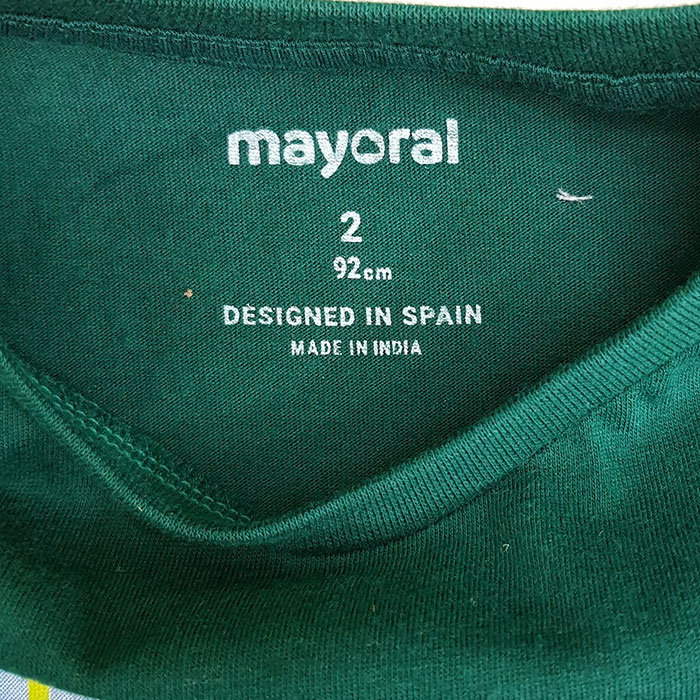 mayoral
2
92cm
DESIGNED IN SPAIN
MADE IN INDIA